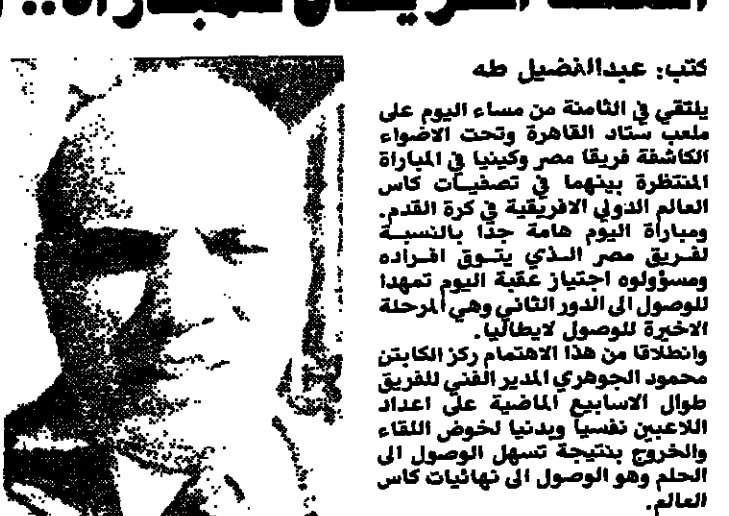 كتب: عبدالفضيل طه
يلتقي في الثامنة من مساء اليوم على
ملعب ستاد القاهرة وتحت الاضواء
الكاشفة فريقا مصر وكينيا في المباراة
المنتظرة بينهما في تصفيات كاس
العالم الدولي الافريقية في كرة القدم.
ومباراة اليوم هامة جدا بالنسبة
لفريق مصر الذي يتوق افراده
ومسؤولوه اجتياز عقبة اليوم تمهدا
للوصول الى الدور الثاني وهي المرحلة
الاخيرة للوصول لايطاليا.
وانطلاقا من هذا الاهتمام ركز الكابتن
محمود الجوهري المدير الفني للفريق
طوال الاسابيع الماضية على اعداد
اللاعبين نفسيا وبدنيا لخوض اللقاء
والخروج بنتيجة تسهل الوصول الى
الحلم وهو الوصول الى نهائيات كاس
العالم.